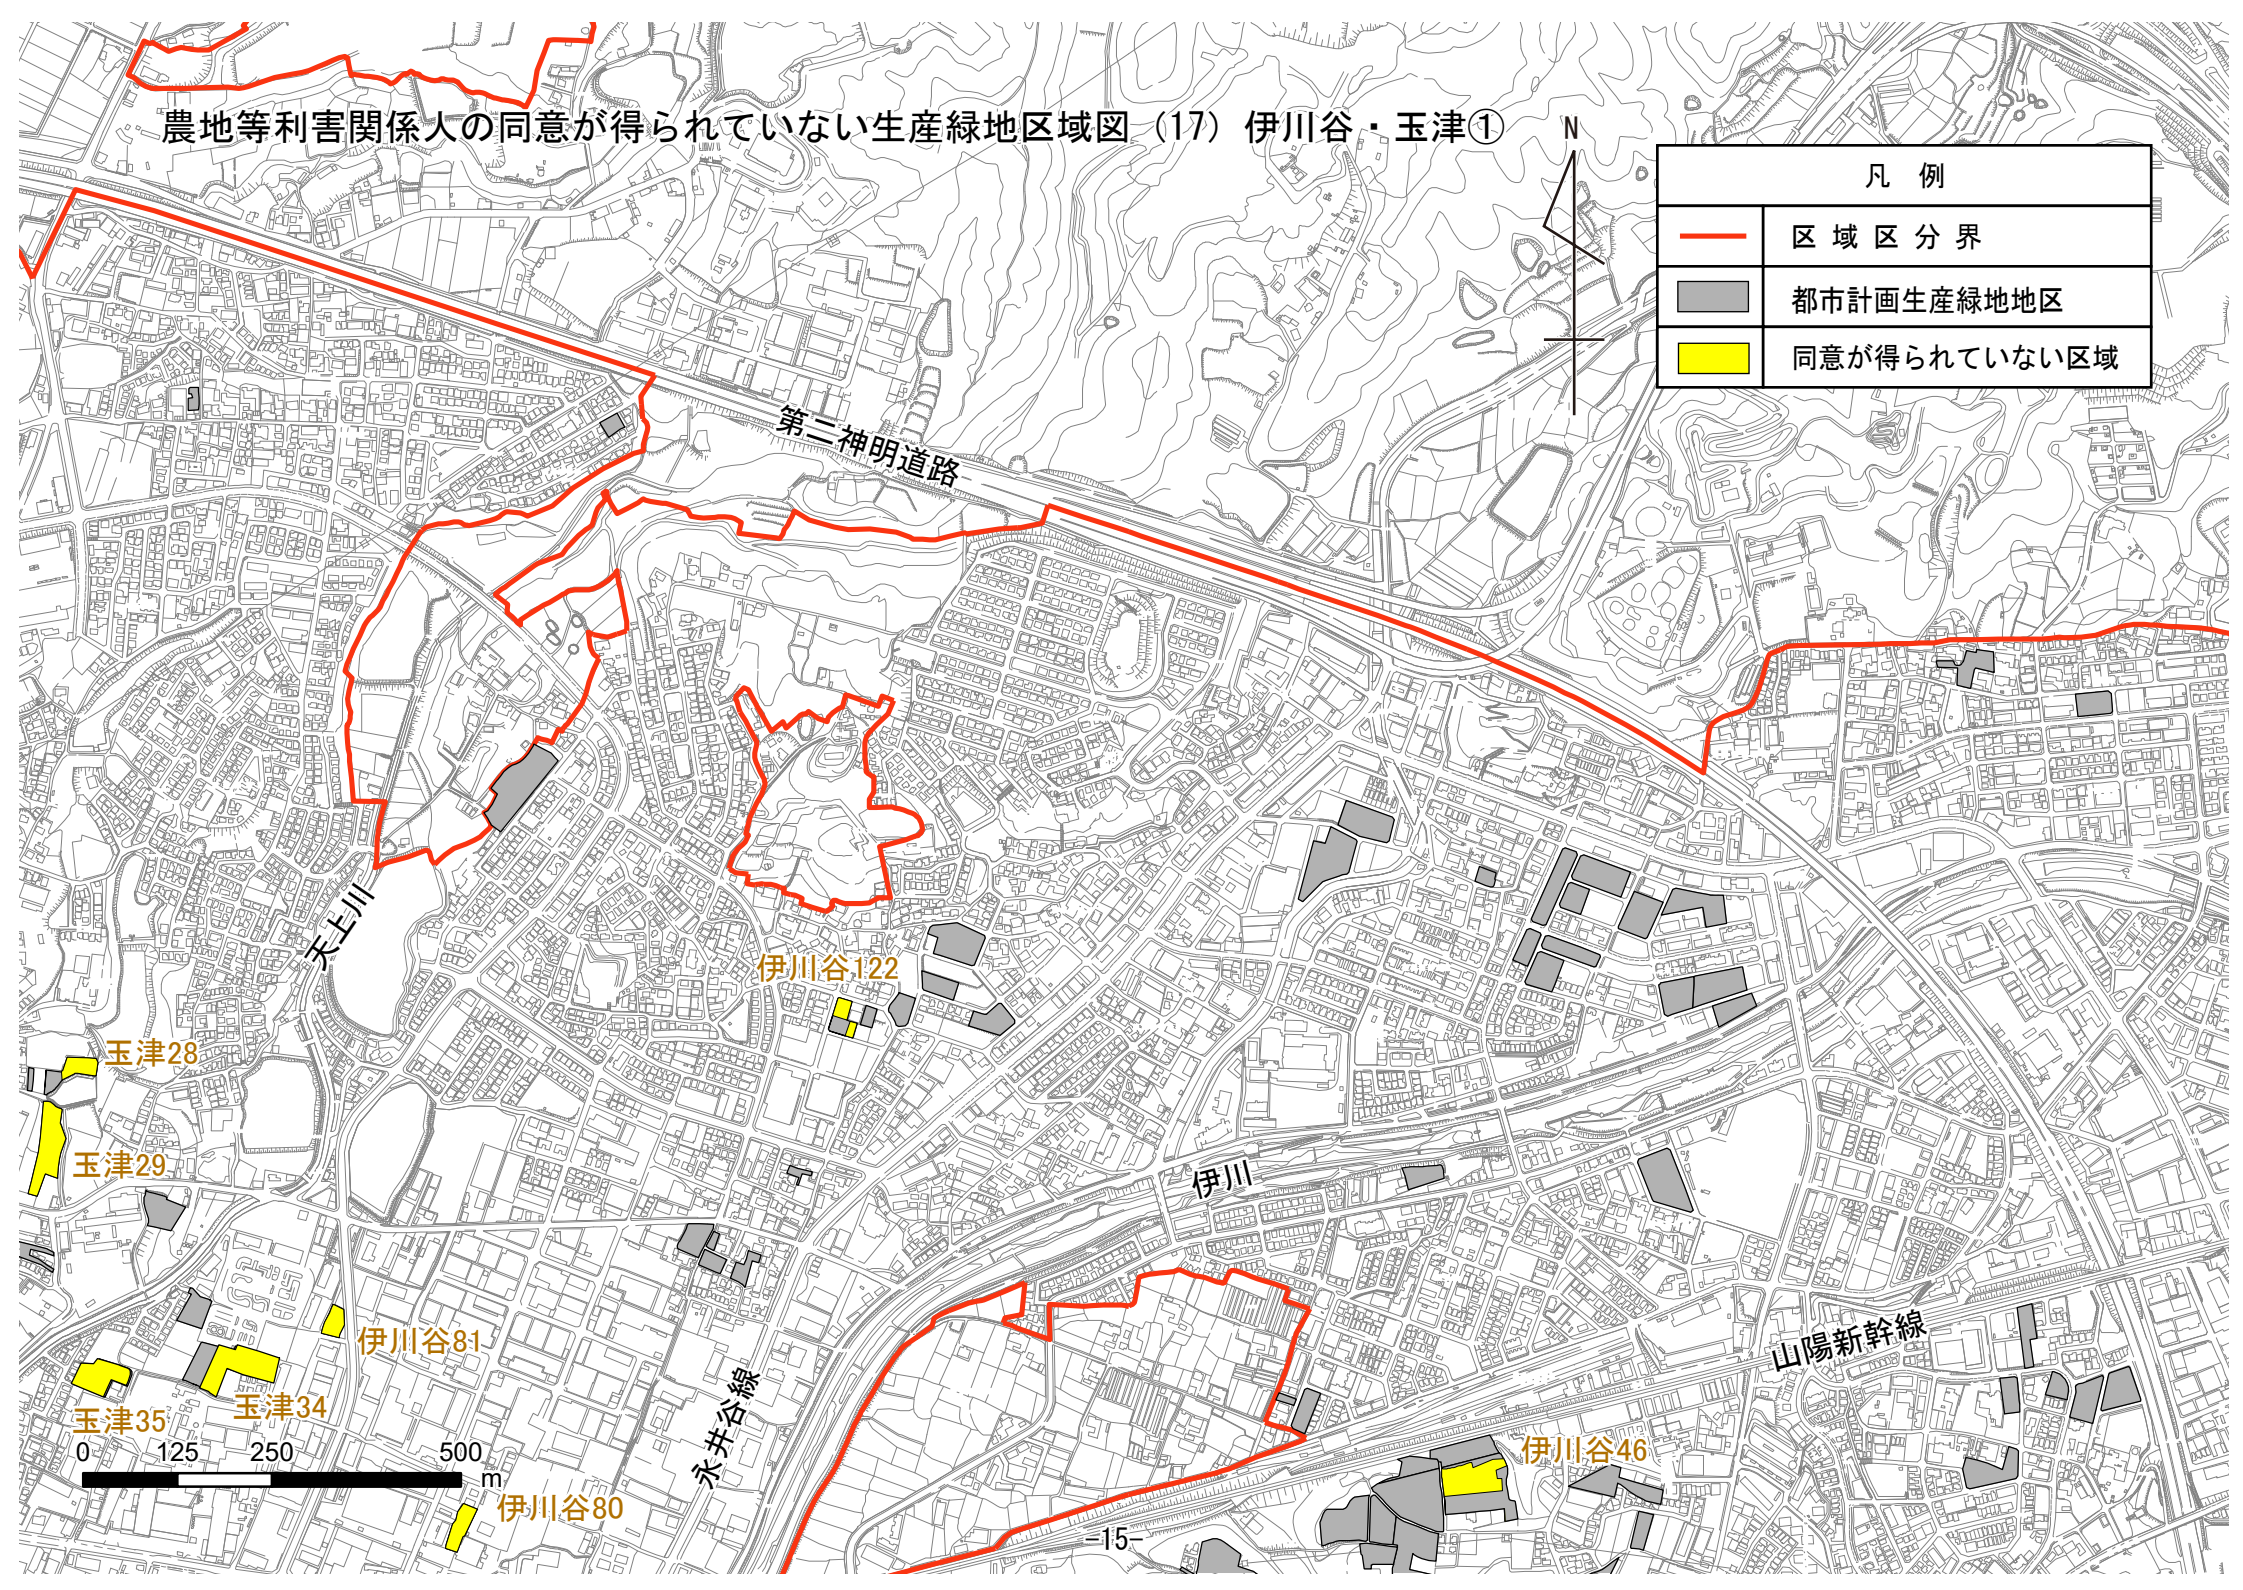 農地等利害関係人の同意が得られていない生産緑地区域図（17）伊川谷・玉津①
N
凡　例
区域区分界
都市計画生産緑地地区
同意が得られていない区域
第二神明道路
天上川
伊川谷122
玉津28
玉津29
伊川
伊川谷81
山陽新幹線
玉津34
玉津35
永井谷線
0 125 250 500 m
伊川谷46
伊川谷80
-15-